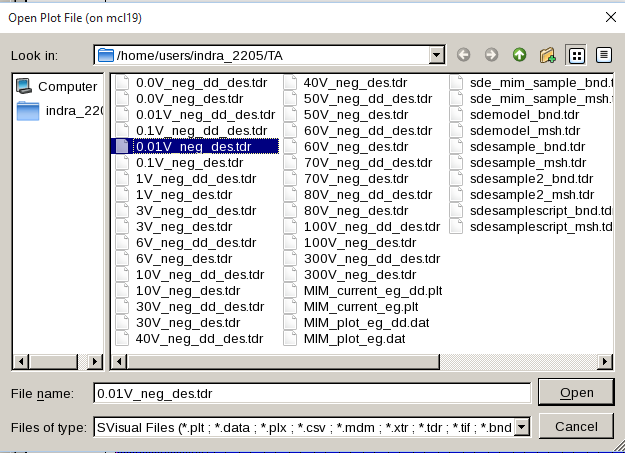 Open Plot File (on mcl19)
Look in: /home/users/indra_2205/TA
Computer
indra_220
0.0V_neg_dd_des.tdr
0.0V_neg_des.tdr
0.01V_neg_dd_des.tdr
0.1V_neg_dd_des.tdr
0.01V_neg_des.tdr
0.1V_neg_des.tdr
1V_neg_dd_des.tdr
1V_neg_des.tdr
3V_neg_dd_des.tdr
3V_neg_des.tdr
6V_neg_dd_des.tdr
6V_neg_des.tdr
10V_neg_dd_des.tdr
10V_neg_des.tdr
30V_neg_dd_des.tdr
30V_neg_des.tdr
40V_neg_dd_des.tdr
40V_neg_des.tdr
50V_neg_dd_des.tdr
50V_neg_des.tdr
60V_neg_dd_des.tdr
60V_neg_des.tdr
70V_neg_dd_des.tdr
70V_neg_des.tdr
80V_neg_dd_des.tdr
80V_neg_des.tdr
100V_neg_dd_des.tdr
100V_neg_des.tdr
300V_neg_dd_des.tdr
300V_neg_des.tdr
MIM_current_eg_dd.plt
MIM_current_eg.plt
MIM_plot_eg_dd.dat
MIM_plot_eg.dat
sde_mim_sample_bnd.t
sde_mim_sample_msh.
sdemodel_bnd.tdr
sdemodel_msh.tdr
sdesample_bnd.tdr
sdesample_msh.tdr
sdesample2_bnd.tdr
sdesample2_msh.tdr
sdesamplescript_bnd.td
sdesamplescript_msh.td
File name: 0.01V_neg_des.tdr Open
Files of type: SVisual Files (*.plt ; *.data ; *.plx ; *.csv ; *.mdm ; *.xtr ; *.tdr ; *.tif ; *.bnd Cancel